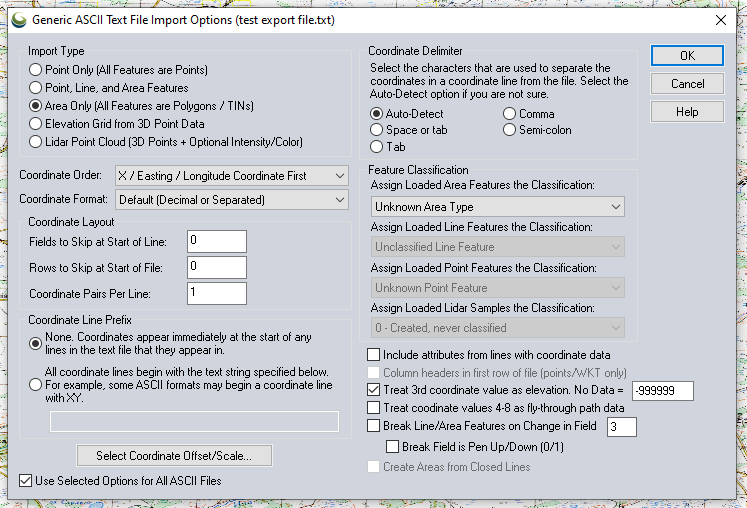 Generic ASCII Text File Import Options (test export file.txt)
Import Type
Point Only (All Features are Points)
Point, Line, and Area Features
Area Only (All Features are Polygons / TINs)
Elevation Grid from 3D Point Data
Lidar Point Cloud (3D Points + Optional Intensity/Color)
Coordinate Order: X / Easting / Longitude Coordinate First
Coordinate Format: Default (Decimal or Separated)
Coordinate Layout
Fields to Skip at Start of Line: 0
Rows to Skip at Start of File: 0
Coordinate Pairs Per Line: 1
Coordinate Line Prefix
None. Coordinates appear immediately at the start of any
lines in the text file that they appear in.
All coordinate lines begin with the text string specified below.
For example, some ASCII formats may begin a coordinate line
with XY.
Select Coordinate Offset/Scale...
Use Selected Options for All ASCII Files
Coordinate Delimiter
Select the characters that are used to separate the
coordinates in a coordinate line from the file. Select the
Auto-Detect option if you are not sure.
Auto-Detect Comma
Space or tab Semi-colon
Tab
Feature Classification
Assign Loaded Area Features the Classification:
Unknown Area Type
Assign Loaded Line Features the Classification:
Unclassified Line Feature
Assign Loaded Point Features the Classification:
Unknown Point Feature
Assign Loaded Lidar Samples the Classification:
0 - Created, never classified
Include attributes from lines with coordinate data
Column headers in first row of file (points/WKT only)
Treat 3rd coordinate value as elevation. No Data = -999999
Treat coodinate values 4-8 as fly-through path data
Break Line/Area Features on Change in Field 3
Break Field is Pen Up/Down (0/1)
Create Areas from Closed Lines
OK
Cancel
Help